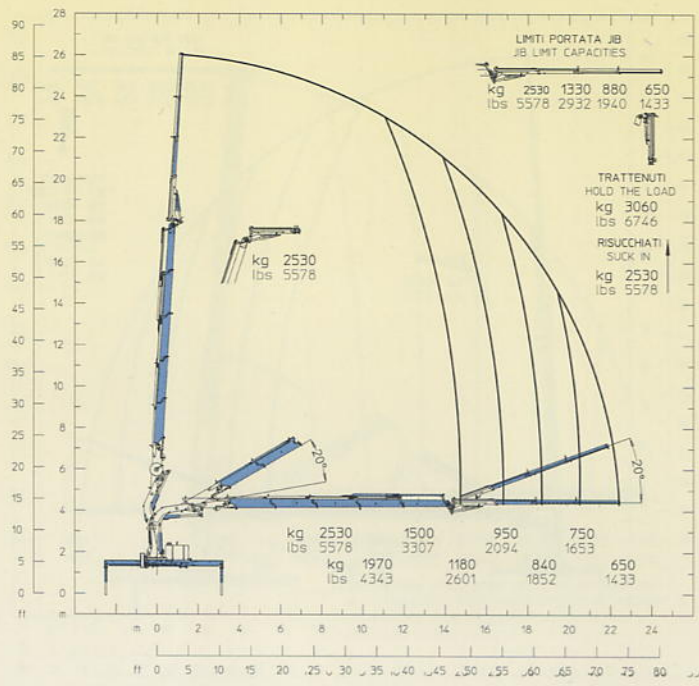 90
85
80
75
70
65
60
55
50
45
40
35
30
25
20
15
10
5
0
ft
28
26
24
22
20
18
16
14
12
10
8
6
4
2
0
m
LIMITI PORTATA JIB
JIB LIMIT CAPACITIES
kg 2530 1330 880 650
lbs 5578 2932 1940 1433
TRATTENUTI
HOLD THE LOAD
kg 3060
lbs 6746
RISUCCHIATI
SUCK IN
kg 2530
lbs 5578
kg 2530
lbs 5578
20°
20°
kg 2530 1500 950 750
lbs 5578 3307 2094 1653
kg 1970 1180 840 650
lbs 4343 2601 1852 1433
m 0 2 4 6 8 10 12 14 16 18 20 22 24
ft 0 5 10 15 20 25 30 35 40 45 50 55 60 65 70 75 80